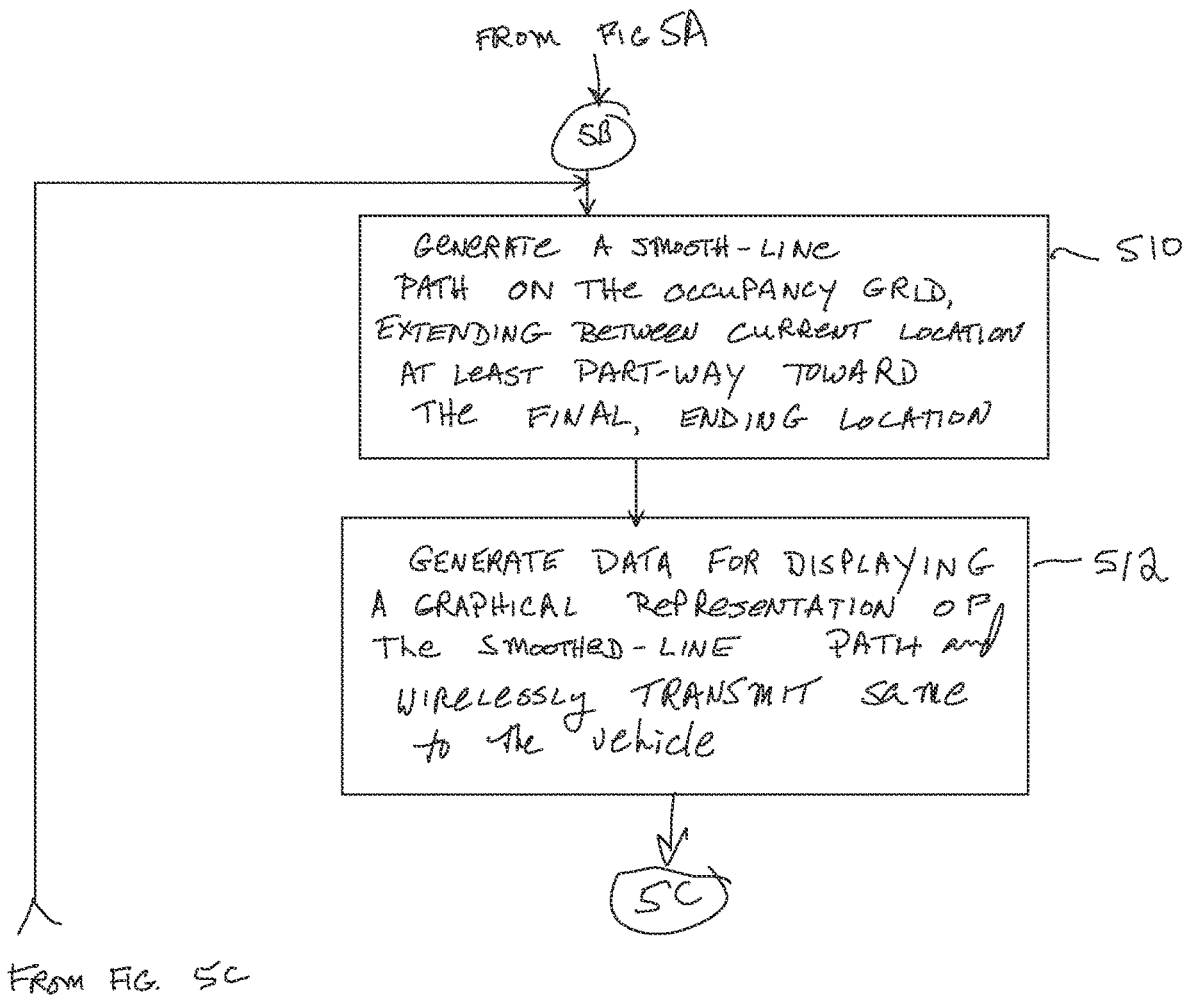 FROM FIG 5A
5B
GENERATE A SMOOTH-LINE
510
PATH ON THE OCCUPANCY GRID,
EXTENDING BETWEEN CURRENT LOCATION
AT LEAST PART-WAY TOWARD
THE FINAL, ENDING LOCATION
GENERATE DATA FOR DISPLAYING
512
A GRAPHICAL REPRESENTATION OF
THE SMOOTHED-LINE PATH and
WIRELESSLY TRANSMIT same
to the vehicle
5C
FROM FIG. 5C